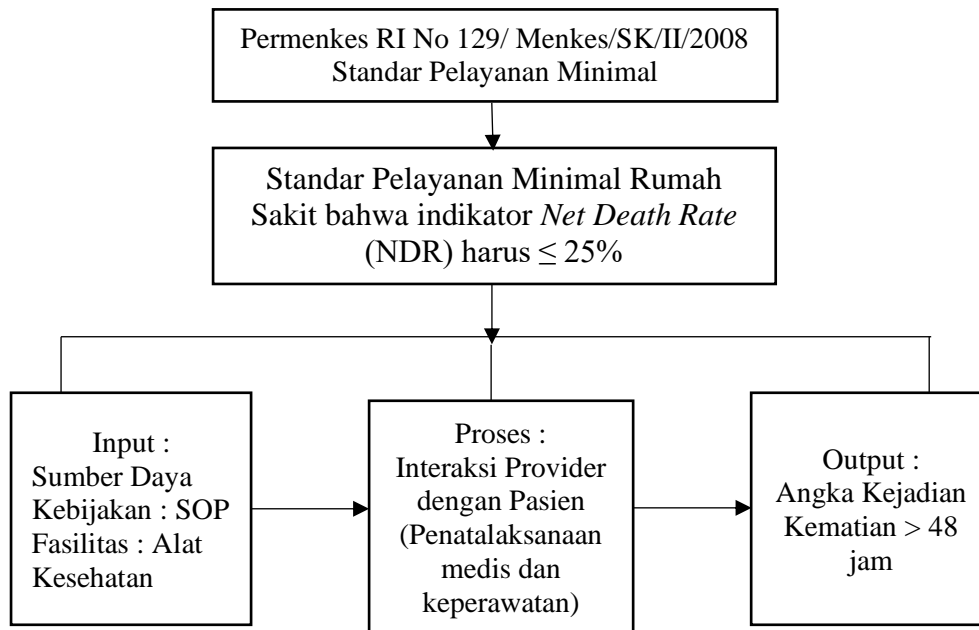 Permenkes RI No 129/ Menkes/SK/II/2008
Standar Pelayanan Minimal
Standar Pelayanan Minimal Rumah
Sakit bahwa indikator Net Death Rate
(NDR) harus ≤ 25%
Input :
Sumber Daya
Kebijakan : SOP
Fasilitas : Alat
Kesehatan
Proses :
Interaksi Provider
dengan Pasien
(Penatalaksanaan
medis dan
keperawatan)
Output :
Angka Kejadian
Kematian > 48
jam